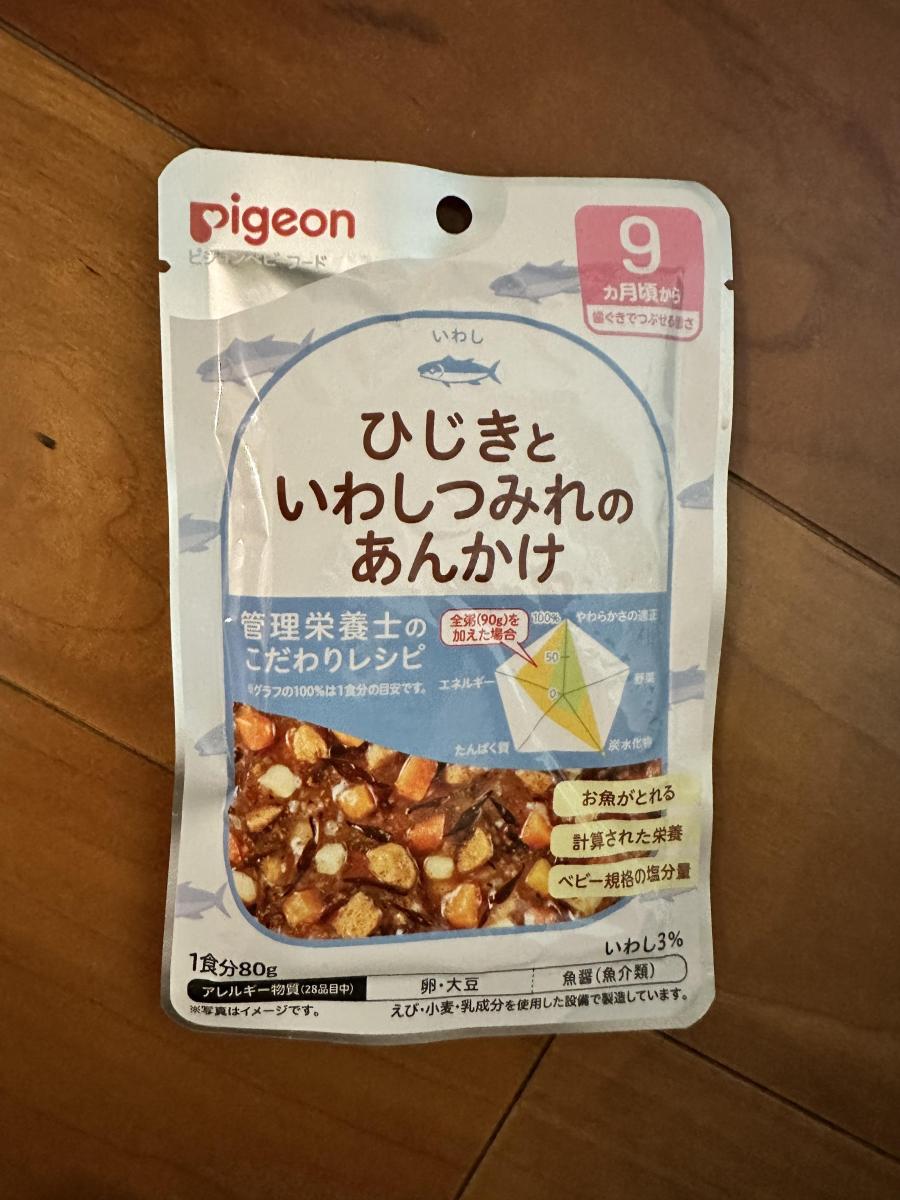 pigeon
ピジョンベビーフード
9
カ月頃から
歯ぐきでつぶせる固さ
いわし
ひじきと
いわしつみれの
あんかけ
管理栄養士の
こだわりレシピ
※グラフの100%は1食分の目安です。
全粥(90g)を
加えた場合
100%
やわらかさの適正
50
0
エネルギー
野菜
たんぱく質
炭水化物
お魚がとれる
計算された栄養
ベビー規格の塩分量
いわし3%
1食分80g
アレルギー物質(28品目中)
卵・大豆
魚醤(魚介類)
※写真はイメージです。
えび・小麦・乳成分を使用した設備で製造しています。